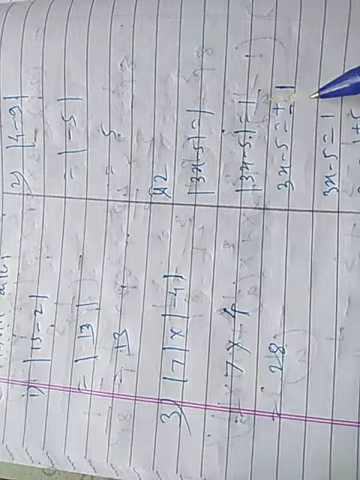 1) |15-2|
= |13|
= 13
3) |7| x |-4|
= 7 x 4
= 28
2) |4-9|
= |-5|
= 5
|3x-5| = 1
|3x-5| = 1
3x-5 = ±1
3x-5 = 1